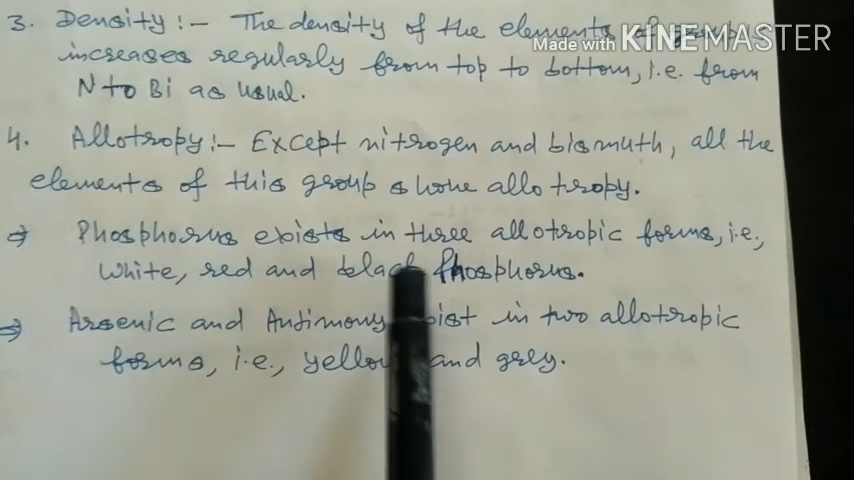 3. Density :- The density of the elements of
Made with KINEMASTER
increases regularly from top to bottom, i.e. from
N to Bi as usual.
4. Allotropy :- Except nitrogen and bismuth, all the
elements of this group show allotropy.
⇒ Phosphorus exists in three allotropic forms, i.e.,
white, red and black Phosphorus.
⇒ Arsenic and Antimony exist in two allotropic
forms, i.e., yellow and grey.